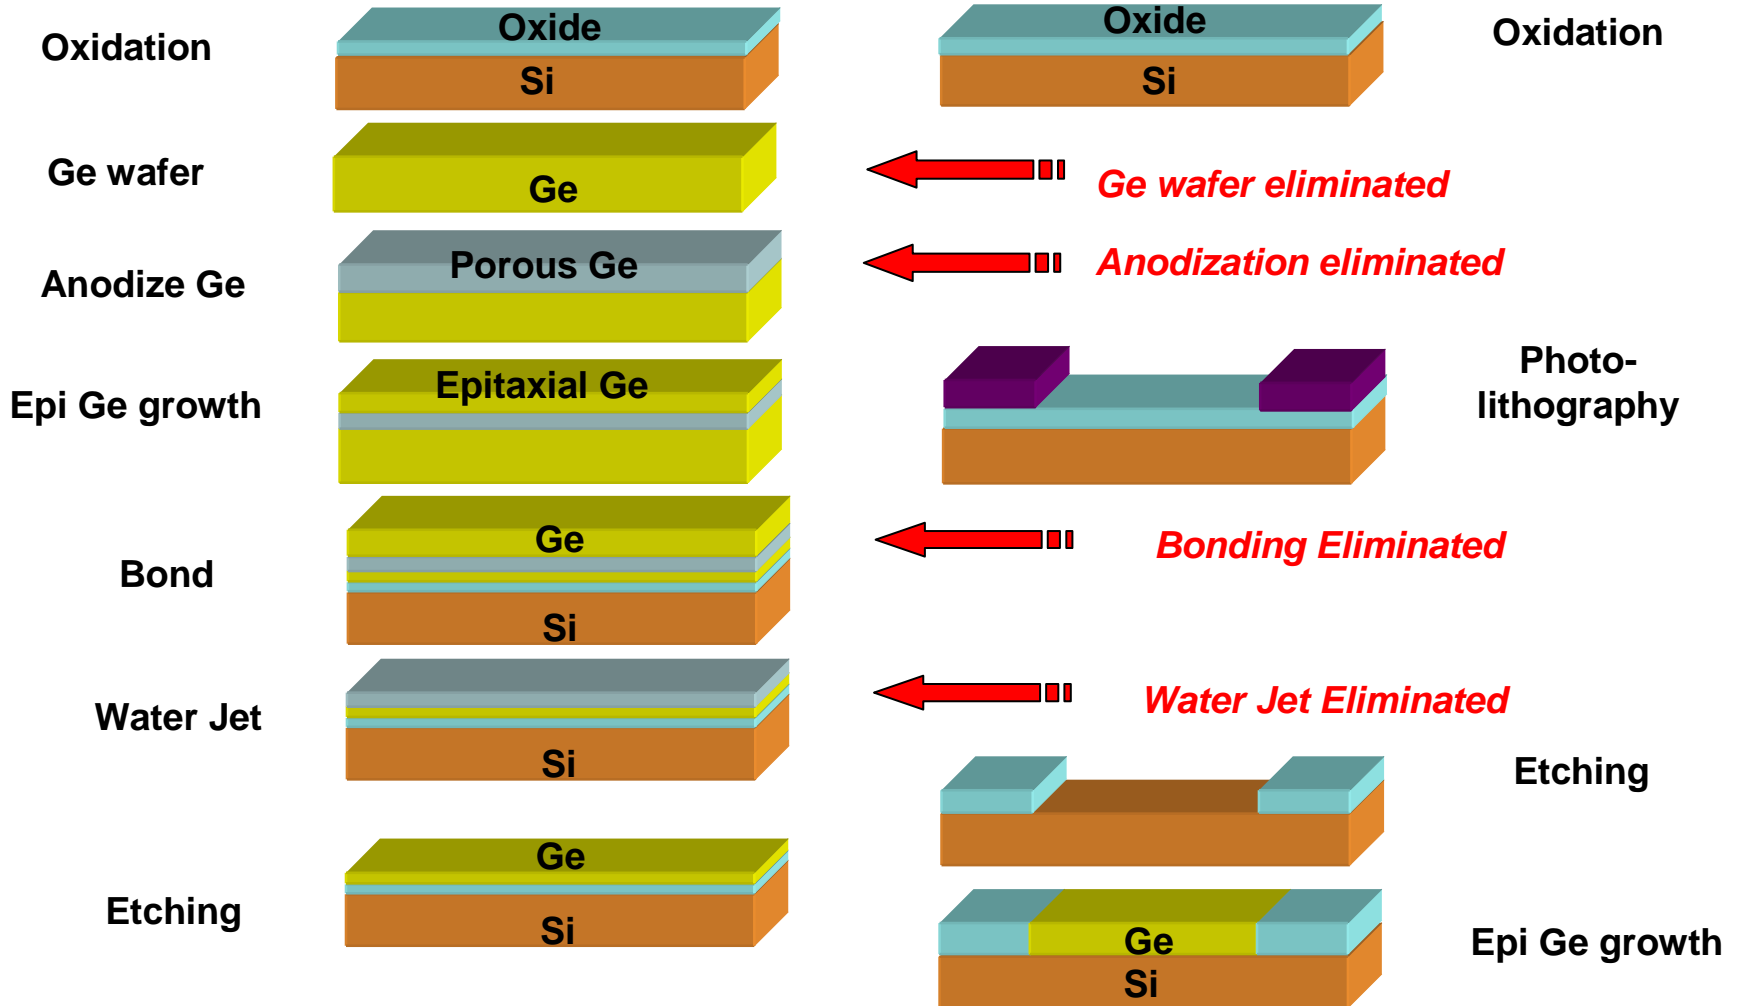 Oxidation
Oxide
Si
Ge wafer
Ge
Anodize Ge
Porous Ge
Epi Ge growth
Epitaxial Ge
Bond
Ge
Si
Water Jet
Si
Etching
Ge
Si
Oxide
Si
Oxidation
Ge wafer eliminated
Anodization eliminated
Photo-
lithography
Bonding Eliminated
Water Jet Eliminated
Etching
Ge
Si
Epi Ge growth